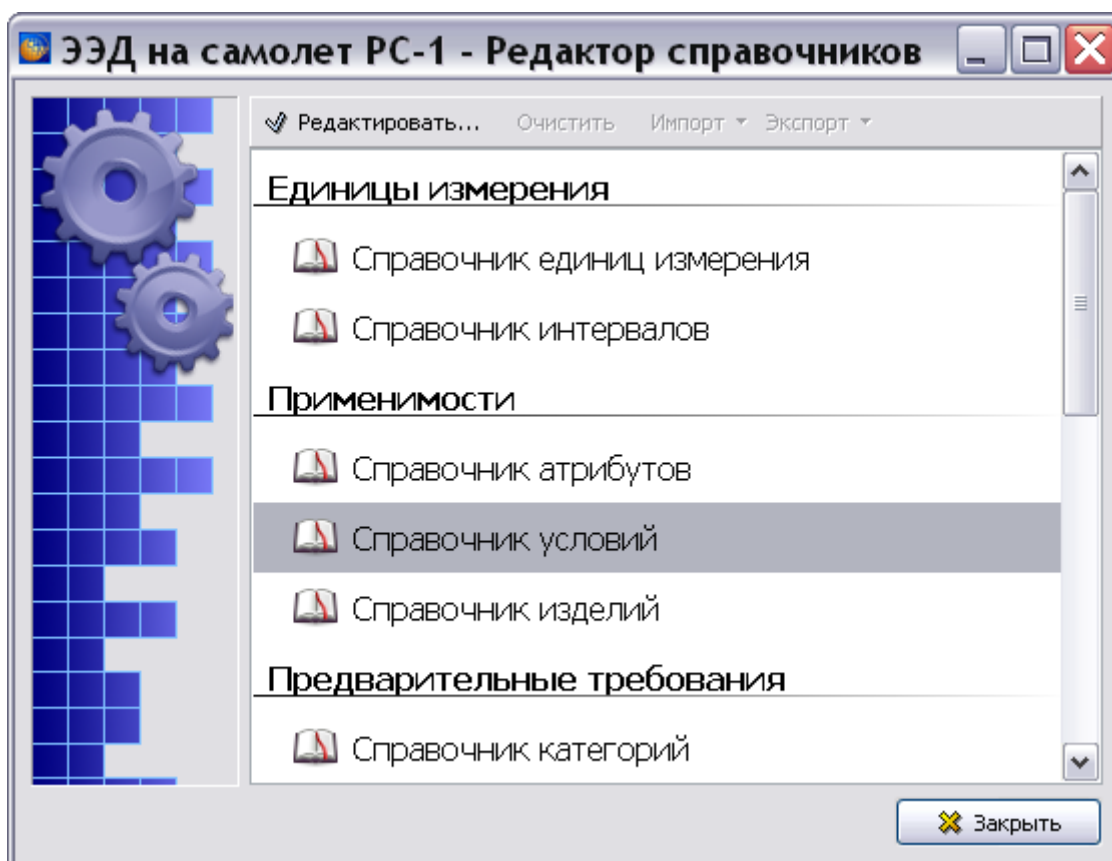 ЭЭД на самолет РС-1 - Редактор справочников
Редактировать... Очистить Импорт Экспорт
Единицы измерения
Справочник единиц измерения
Справочник интервалов
Применимости
Справочник атрибутов
Справочник условий
Справочник изделий
Предварительные требования
Справочник категорий
Закрыть